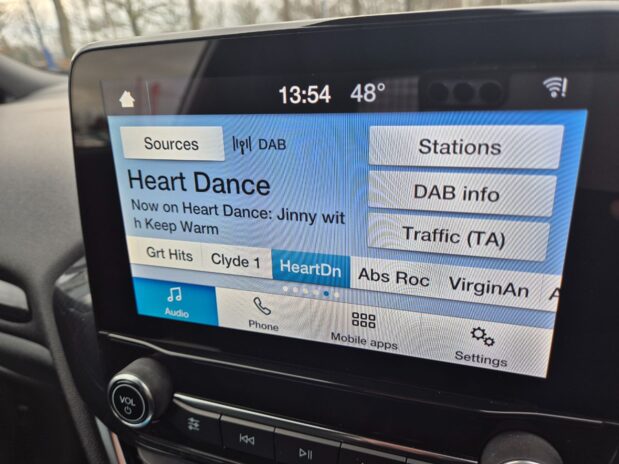 13:54 48°
Sources DAB Stations
Heart Dance
DAB info
Now on Heart Dance: Jinny wit
h Keep Warm
Traffic (TA)
Grt Hits Clyde 1 HeartDn Abs Roc VirginAn A
Audio Phone Mobile apps Settings
VOL